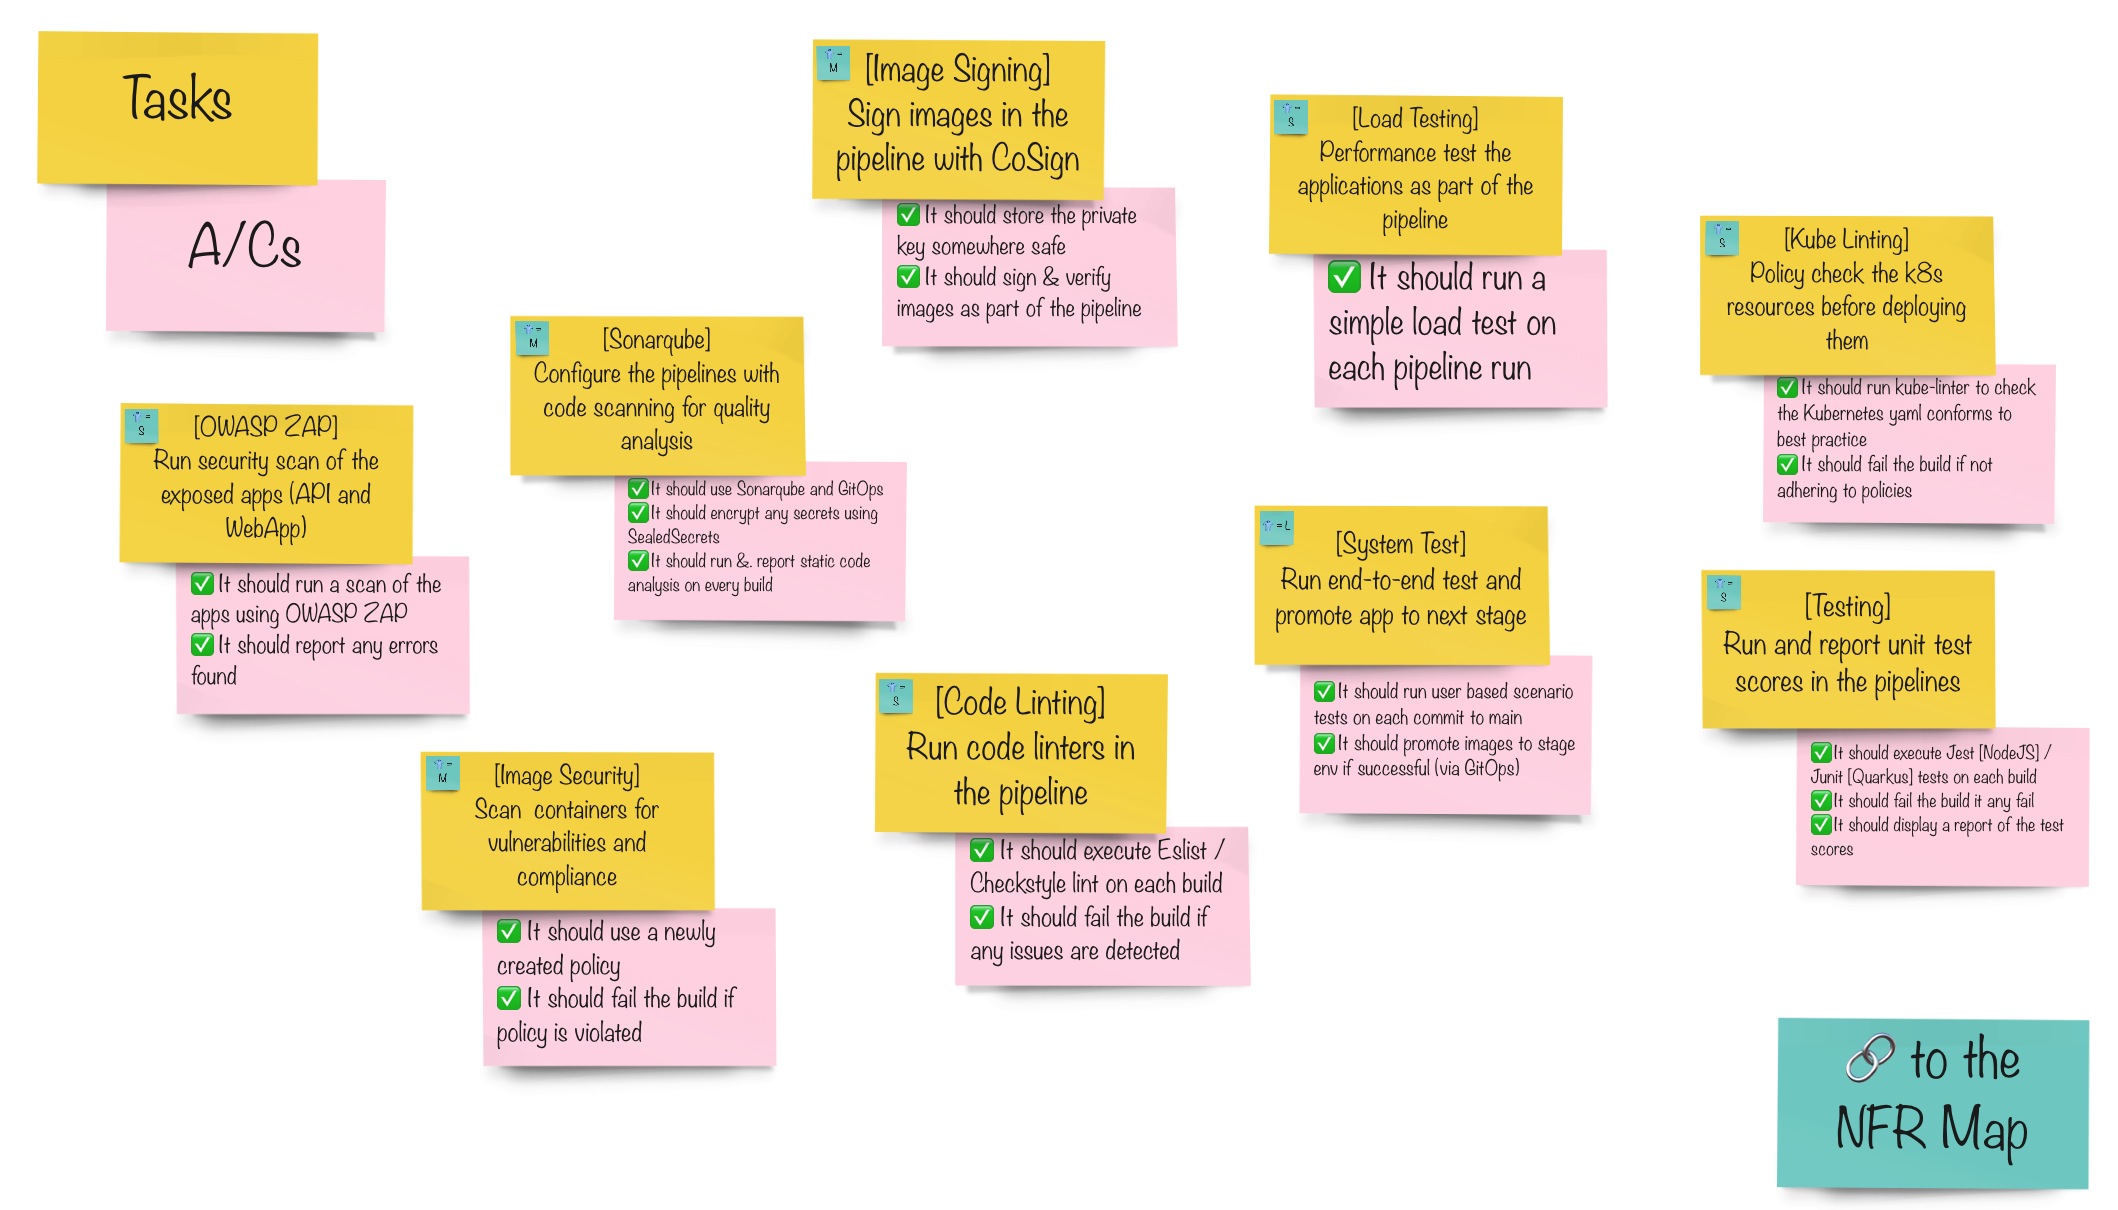 Tasks
A/Cs
= M
[Image Signing]
Sign images in the
pipeline with CoSign
✅ It should store the private
key somewhere safe
✅ It should sign & verify
images as part of the pipeline
= S
[Load Testing]
Performance test the
applications as part of the
pipeline
✅ It should run a
simple load test on
each pipeline run
= S
[Kube Linting]
Policy check the k8s
resources before deploying
them
✅ It should run kube-linter to check
the Kubernetes yaml conforms to
best practice
✅ It should fail the build if not
adhering to policies
= M
[Sonarqube]
Configure the pipelines with
code scanning for quality
analysis
✅ It should use Sonarqube and GitOps
✅ It should encrypt any secrets using
SealedSecrets
✅ It should run &. report static code
analysis on every build
= S
[OWASP ZAP]
Run security scan of the
exposed apps (API and
WebApp)
✅ It should run a scan of the
apps using OWASP ZAP
✅ It should report any errors
found
= L
[System Test]
Run end-to-end test and
promote app to next stage
✅ It should run user based scenario
tests on each commit to main
✅ It should promote images to stage
env if successful (via GitOps)
= S
[Testing]
Run and report unit test
scores in the pipelines
✅ It should execute Jest [NodeJS] /
Junit [Quarkus] tests on each build
✅ It should fail the build it any fail
✅ It should display a report of the test
scores
= S
[Code Linting]
Run code linters in
the pipeline
✅ It should execute Eslist /
Checkstyle lint on each build
✅ It should fail the build if
any issues are detected
= M
[Image Security]
Scan containers for
vulnerabilities and
compliance
✅ It should use a newly
created policy
✅ It should fail the build if
policy is violated
🔗 to the
NFR Map